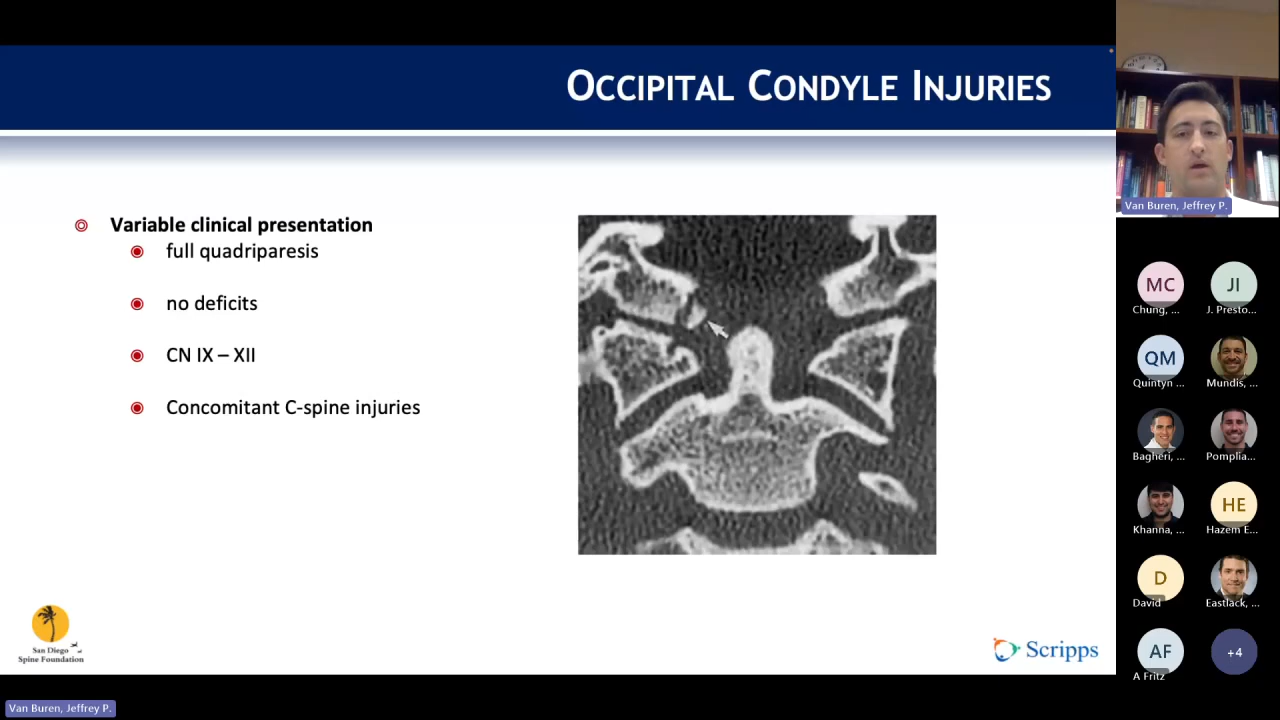 OCCIPITAL CONDYLE INJURIES
Variable clinical presentation
full quadriparesis
no deficits
CN IX – XII
Concomitant C-spine injuries
San Diego
Spine Foundation
Scripps
Van Buren, Jeffrey P.
MC
JI
Chung, ...
J. Presto...
QM
Quintyn ...
Mundis, ...
Bagheri, ...
Pomplia...
HE
Khanna, ...
Hazem E...
D
David
Eastlack, ...
AF
+4
A Fritz
Van Buren, Jeffrey P.